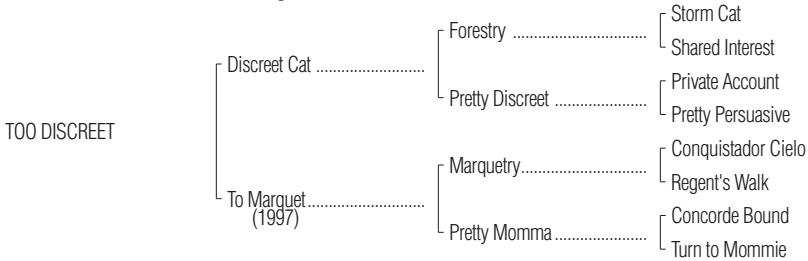 Storm Cat
Forestry ..............................
Shared Interest
Discreet Cat ........................
Private Account
Pretty Discreet ....................
Pretty Persuasive
TOO DISCREET
Conquistador Cielo
Marquetry...........................
Regent's Walk
To Marquet..........................
(1997)
Concorde Bound
Pretty Momma ....................
Turn to Mommie